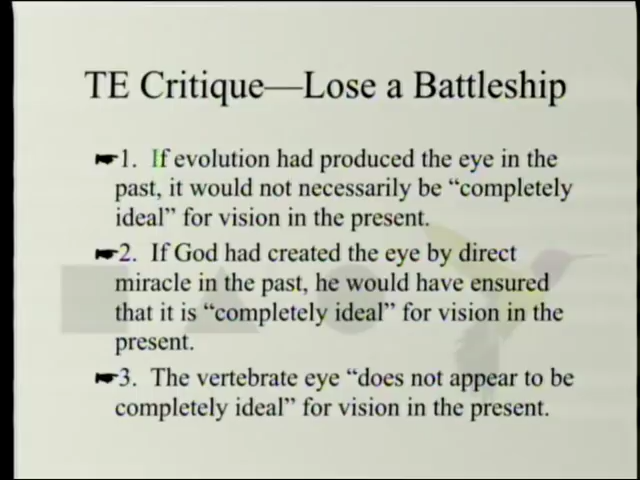 TE Critique—Lose a Battleship
☛1. If evolution had produced the eye in the
past, it would not necessarily be “completely
ideal” for vision in the present.
☛2. If God had created the eye by direct
miracle in the past, he would have ensured
that it is “completely ideal” for vision in the
present.
☛3. The vertebrate eye “does not appear to be
completely ideal” for vision in the present.